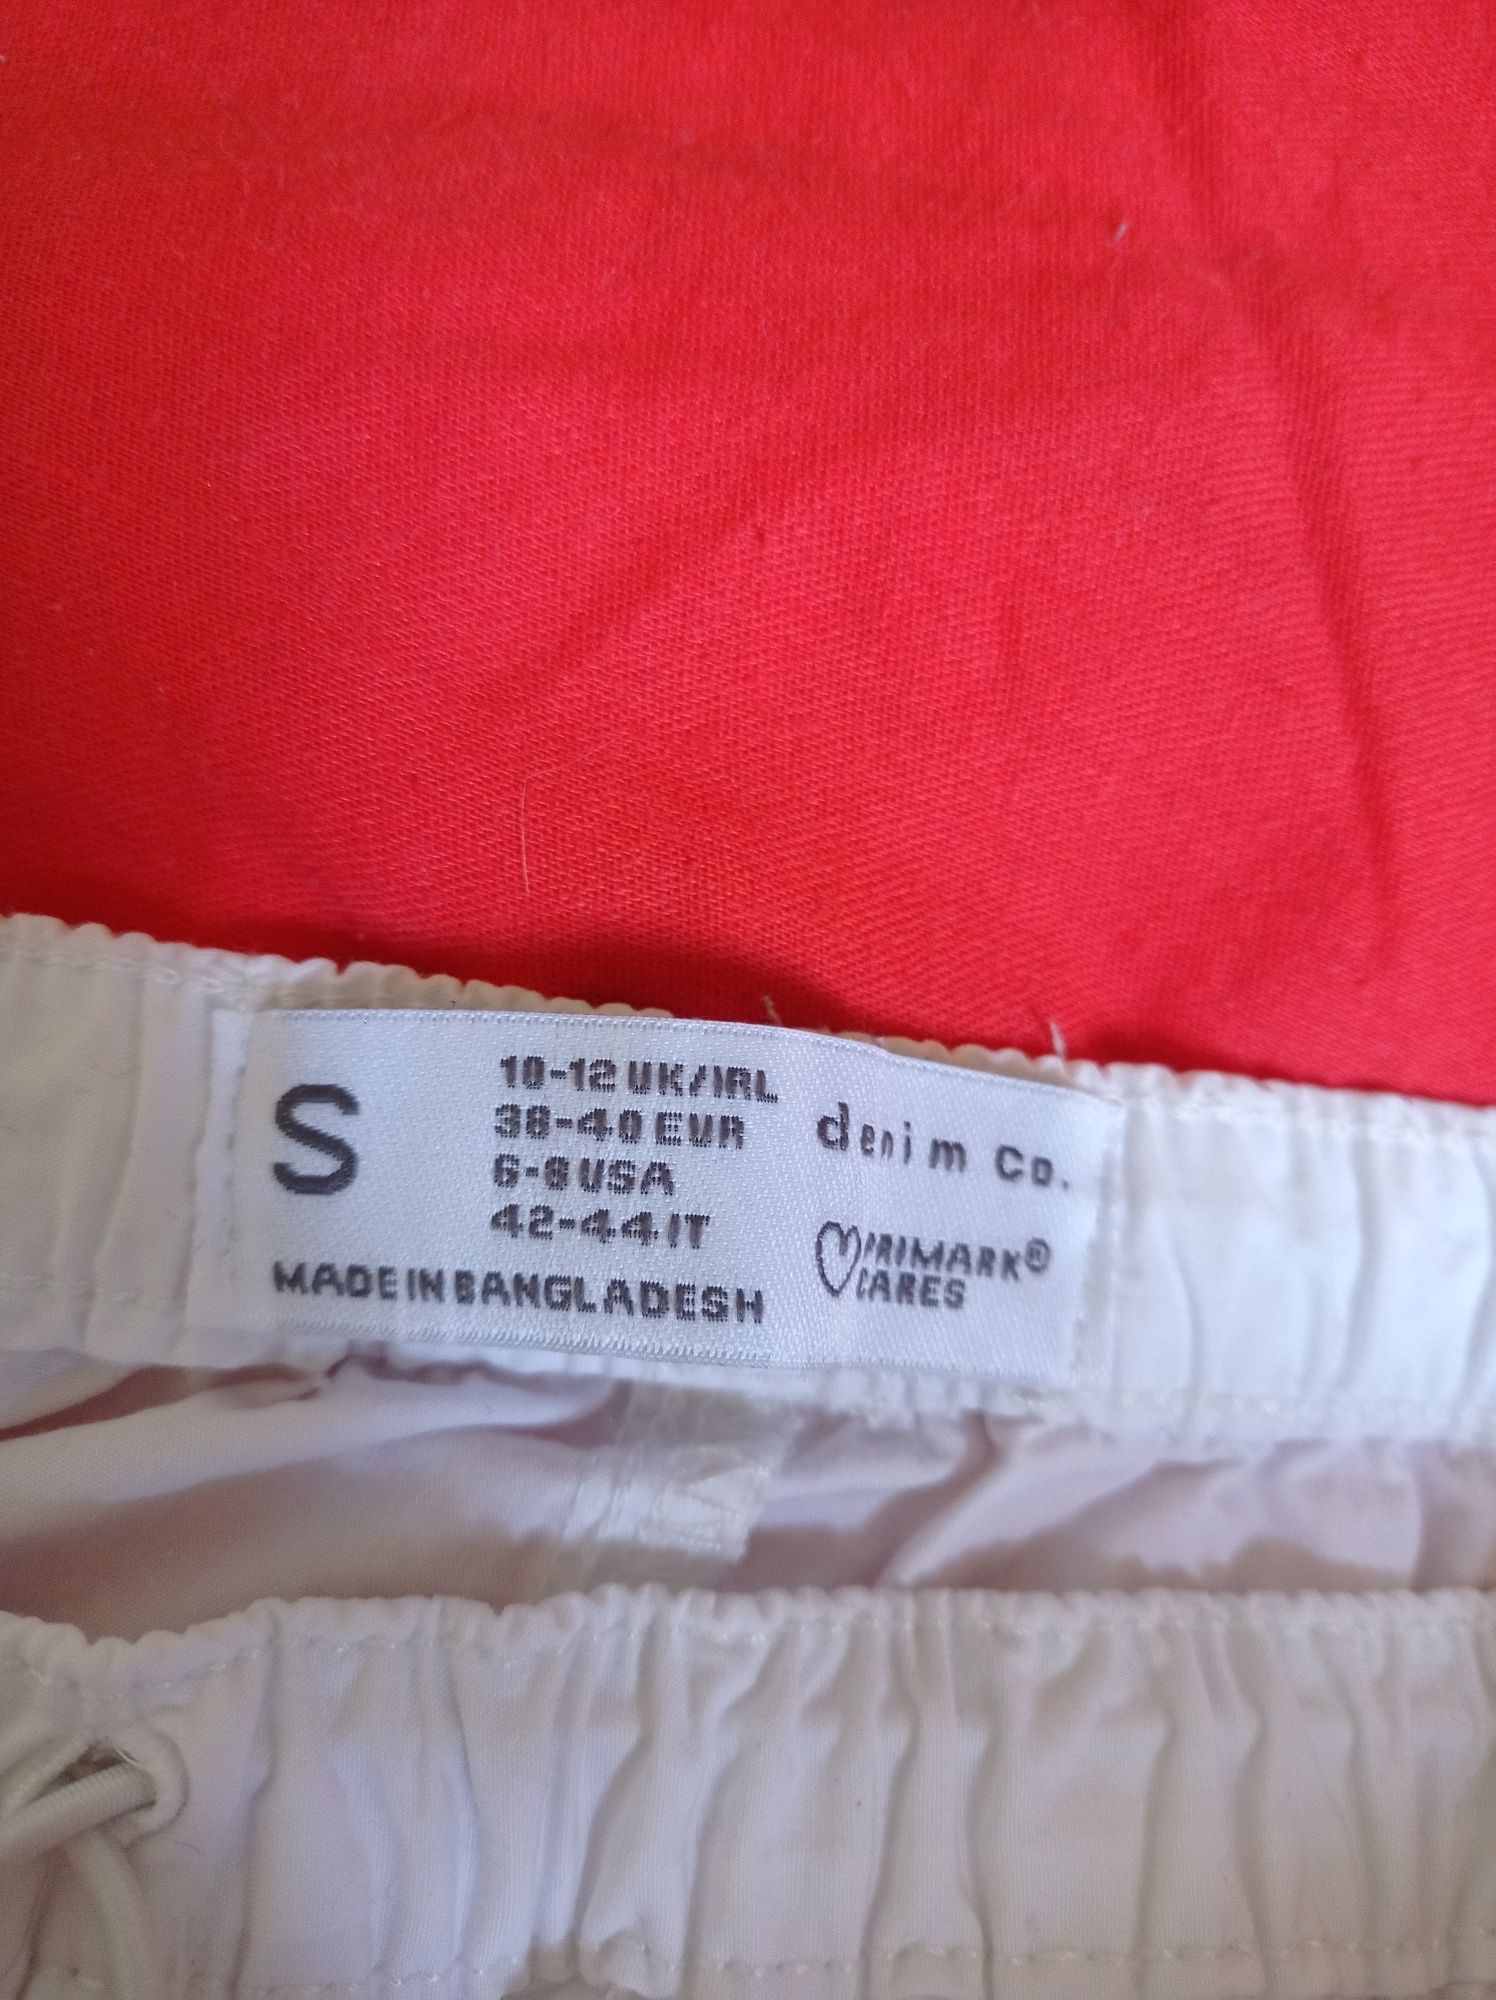 S
10-12 UK/IRL
38-40 EUR
6-8 USA
42-44 IT
MADE IN BANGLADESH
denim co.
PRIMARK®
CARES